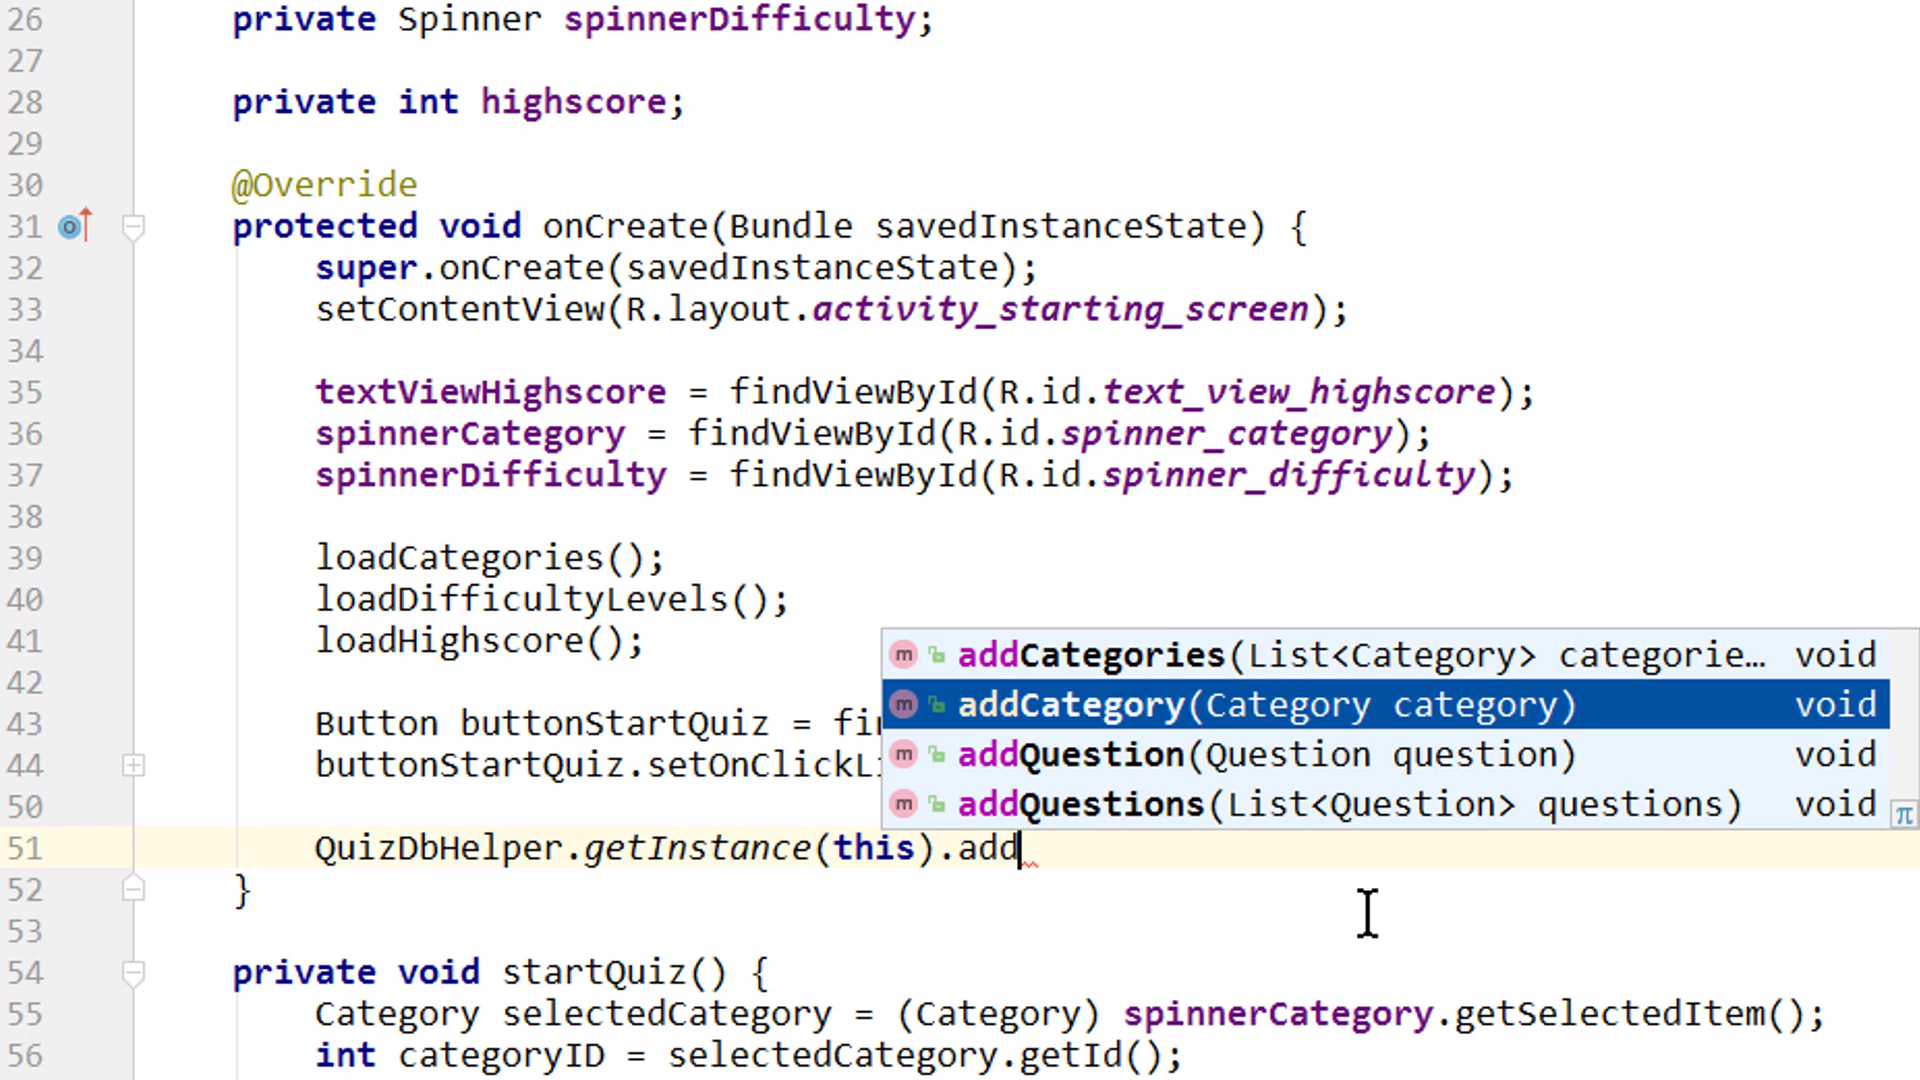 26 private Spinner spinnerDifficulty;
27
28 private int highscore;
29
30 @Override
31 protected void onCreate(Bundle savedInstanceState) {
32 super.onCreate(savedInstanceState);
33 setContentView(R.layout.activity_starting_screen);
34
35 textViewHighscore = findViewById(R.id.text_view_highscore);
36 spinnerCategory = findViewById(R.id.spinner_category);
37 spinnerDifficulty = findViewById(R.id.spinner_difficulty);
38
39 loadCategories();
40 loadDifficultyLevels();
41 loadHighscore();
m addCategories(List<Category> categorie… void
42
m addCategory(Category category) void
43 Button buttonStartQuiz = fi
m addQuestion(Question question) void
44 buttonStartQuiz.setOnClickL
m addQuestions(List<Question> questions) void
50
π
51 QuizDbHelper.getInstance(this).add
52 }
53
54 private void startQuiz() {
55 Category selectedCategory = (Category) spinnerCategory.getSelectedItem();
56 int categoryID = selectedCategory.getId();